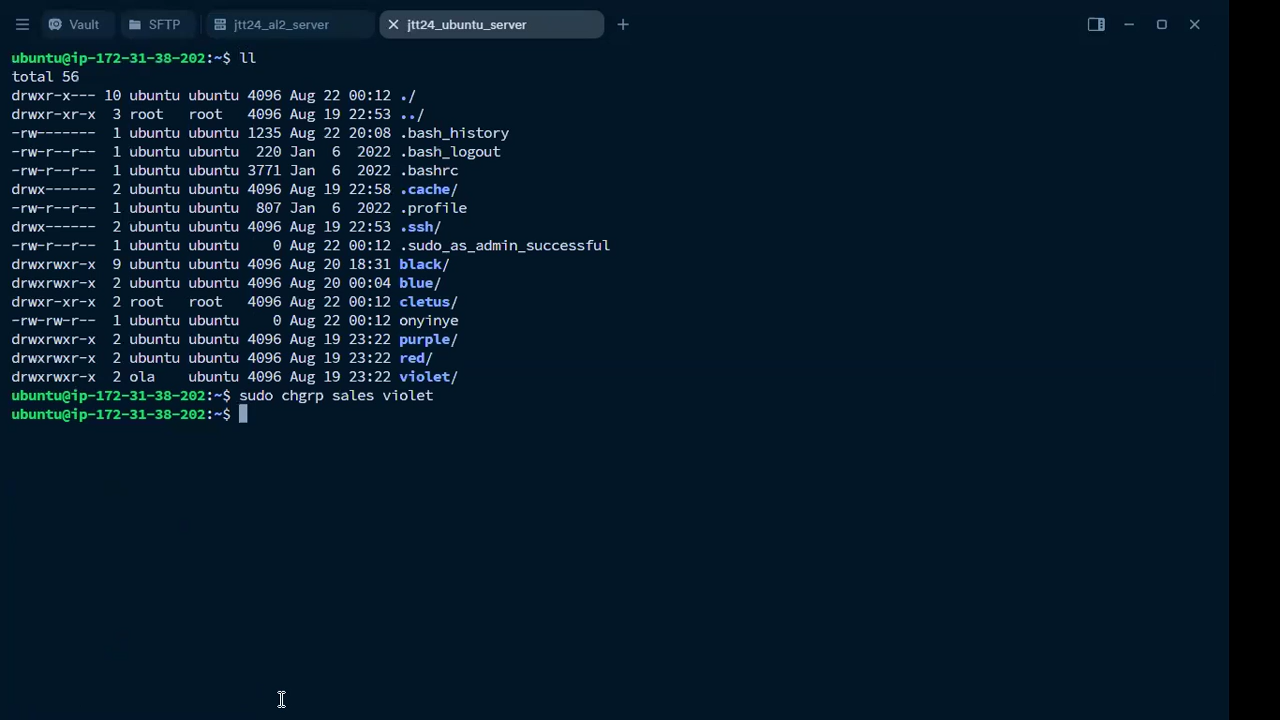 Vault SFTP jtt24_al2_server jtt24_ubuntu_server
ubuntu@ip-172-31-38-202:~$ ll
total 56
drwxr-x--- 10 ubuntu ubuntu 4096 Aug 22 00:12 ./
drwxr-xr-x  3 root   root   4096 Aug 19 22:53 ../
-rw-------  1 ubuntu ubuntu 1235 Aug 22 20:08 .bash_history
-rw-r--r--  1 ubuntu ubuntu  220 Jan  6  2022 .bash_logout
-rw-r--r--  1 ubuntu ubuntu 3771 Jan  6  2022 .bashrc
drwx------  2 ubuntu ubuntu 4096 Aug 19 22:58 .cache/
-rw-r--r--  1 ubuntu ubuntu  807 Jan  6  2022 .profile
drwx------  2 ubuntu ubuntu 4096 Aug 19 22:53 .ssh/
-rw-r--r--  1 ubuntu ubuntu    0 Aug 22 00:12 .sudo_as_admin_successful
drwxrwxr-x  9 ubuntu ubuntu 4096 Aug 20 18:31 black/
drwxrwxr-x  2 ubuntu ubuntu 4096 Aug 20 00:04 blue/
drwxr-xr-x  2 root   root   4096 Aug 22 00:12 cletus/
-rw-rw-r--  1 ubuntu ubuntu    0 Aug 22 00:12 onyinye
drwxrwxr-x  2 ubuntu ubuntu 4096 Aug 19 23:22 purple/
drwxrwxr-x  2 ubuntu ubuntu 4096 Aug 19 23:22 red/
drwxrwxr-x  2 ola    ubuntu 4096 Aug 19 23:22 violet/
ubuntu@ip-172-31-38-202:~$ sudo chgrp sales violet
ubuntu@ip-172-31-38-202:~$